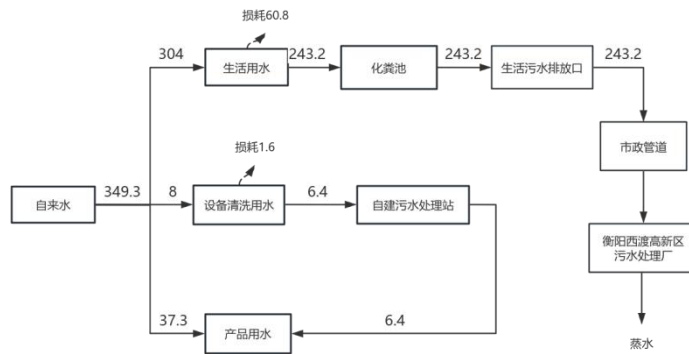 损耗60.8
304
生活用水
243.2
化粪池
243.2
生活污水排放口
243.2
市政管道
损耗1.6
自来水
349.3
8
设备清洗用水
6.4
自建污水处理站
衡阳西渡高新区
污水处理厂
37.3
产品用水
6.4
蒸水